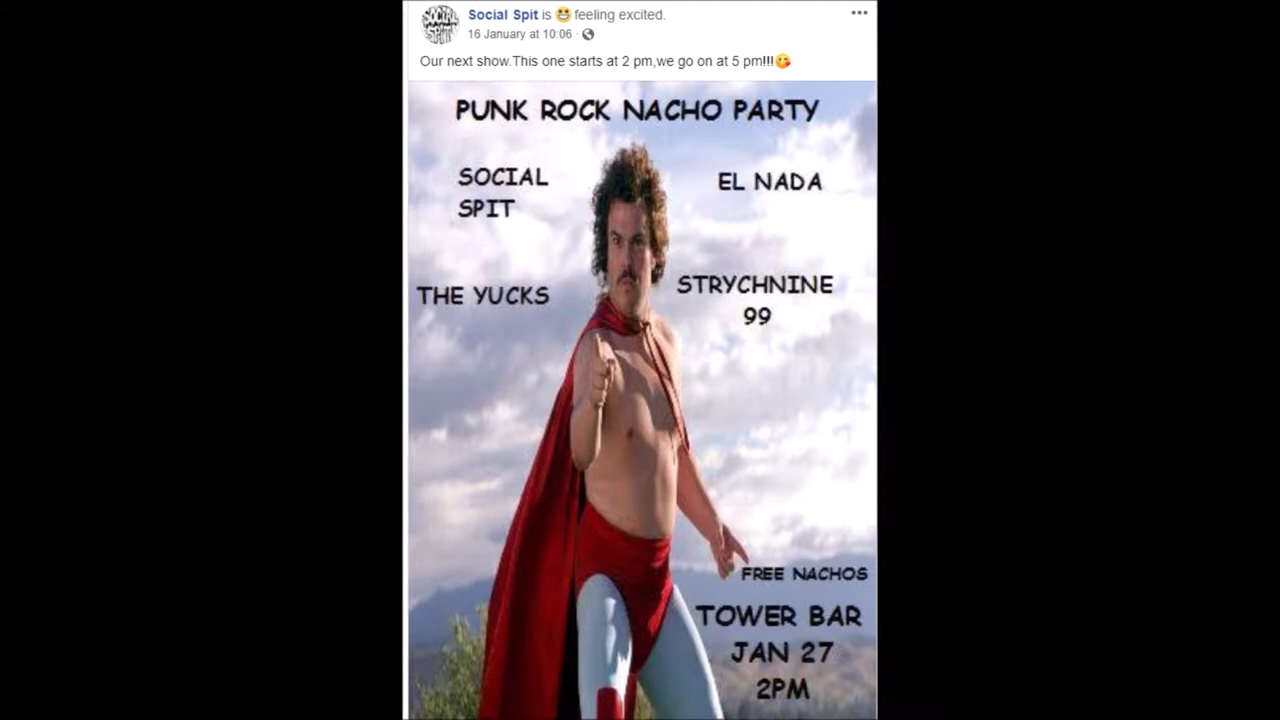 Social Spit is 😀 feeling excited.
16 January at 10:06 ·
Our next show.This one starts at 2 pm,we go on at 5 pm!!!😋
PUNK ROCK NACHO PARTY
SOCIAL
SPIT
EL NADA
THE YUCKS
STRYCHNINE
99
FREE NACHOS
TOWER BAR
JAN 27
2PM
SOCIAL
SPIT